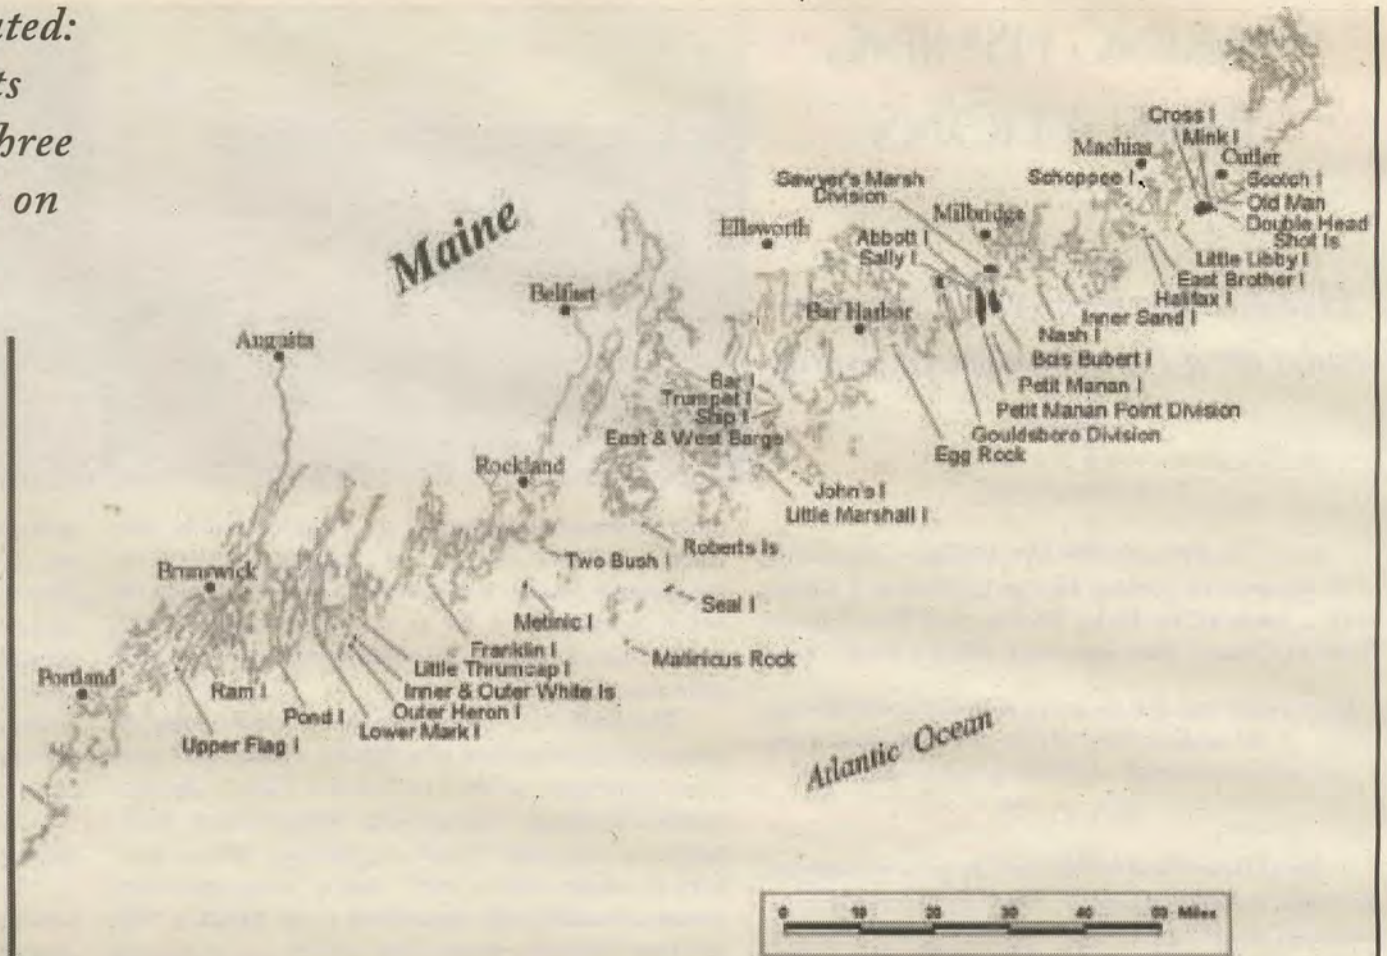 ated:
ts
hree
on
Maine
Atlantic Ocean
Cross I
Mink I
Machias
Cutler
Schoppee I
Scotch I
Old Man
Double Head
Shot Is
Little Libby I
East Brother I
Halifax I
Inner Sand I
Nash I
Bois Bubert I
Petit Manan I
Petit Manan Point Division
Gouldsboro Division
Egg Rock
Sawyer's Marsh
Division
Milbridge
Abbott I
Sally I
Ellsworth
Bar Harbor
Belfast
Augusta
Bar I
Trumpet I
Ship I
East & West Barge
John's I
Little Marshall I
Rockland
Roberts Is
Two Bush I
Seal I
Metinic I
Matinicus Rock
Franklin I
Little Thrumcap I
Inner & Outer White Is
Outer Heron I
Lower Mark I
Brunswick
Portland
Ram I
Pond I
Upper Flag I
0 10 20 30 40 50 Miles